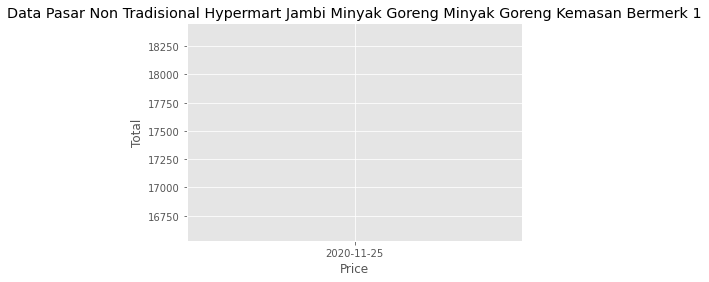 Data Pasar Non Tradisional Hypermart Jambi Minyak Goreng Minyak Goreng Kemasan Bermerk 1
18250
18000
17750
17500
17250
17000
16750
Total
2020-11-25
Price